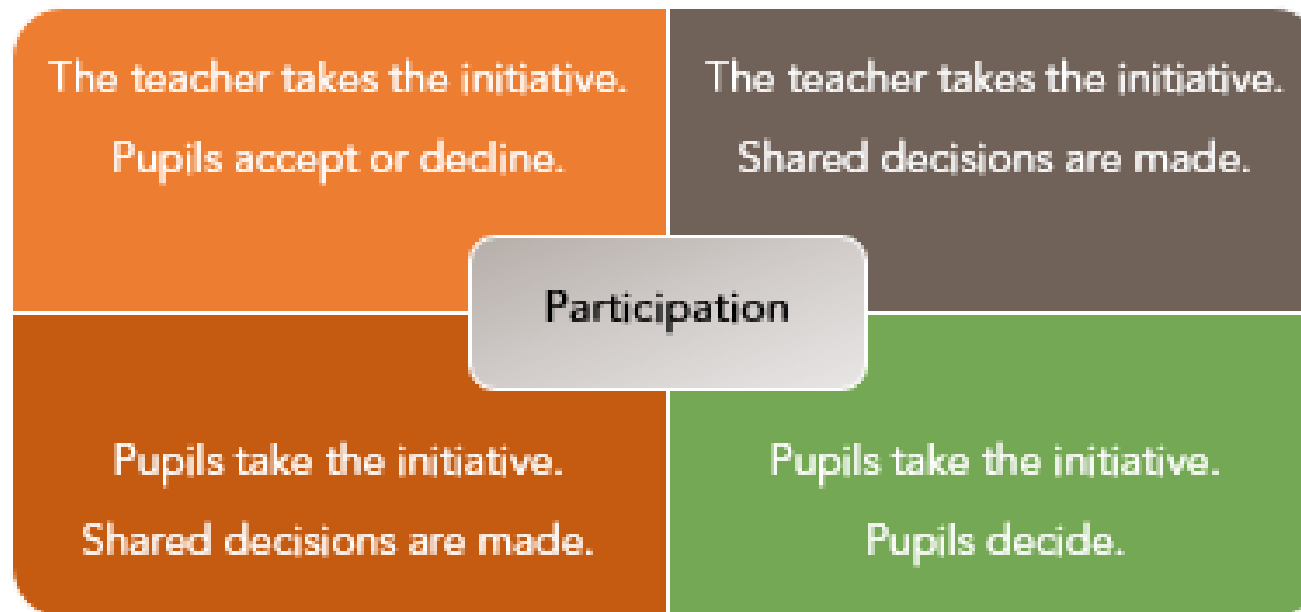 The teacher takes the initiative.
Pupils accept or decline.
The teacher takes the initiative.
Shared decisions are made.
Participation
Pupils take the initiative.
Shared decisions are made.
Pupils take the initiative.
Pupils decide.